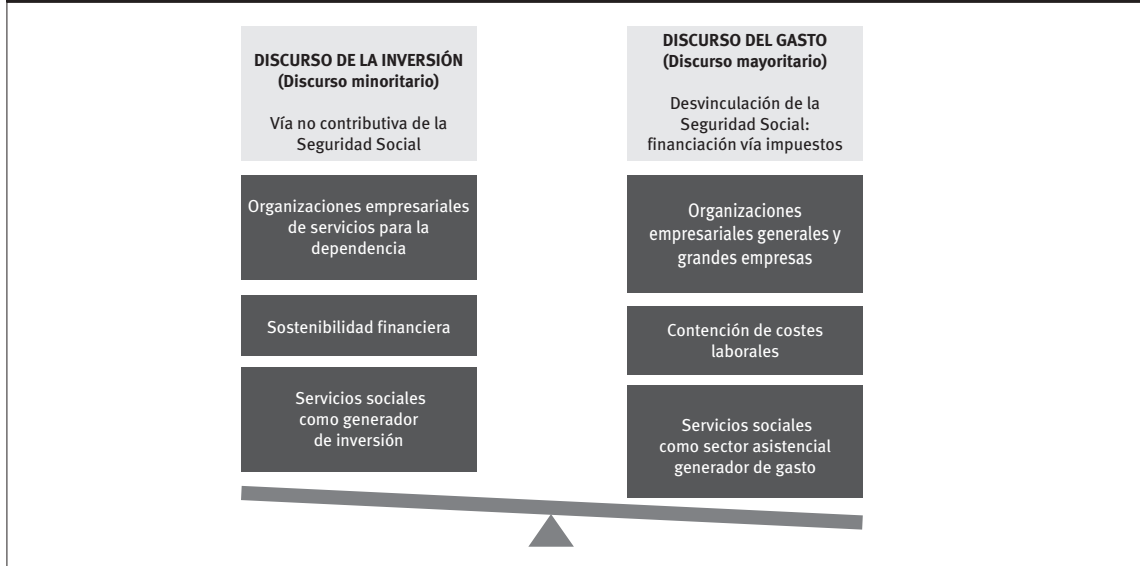 DISCURSO DE LA INVERSIÓN
(Discurso minoritario)
Vía no contributiva de la
Seguridad Social
Organizaciones empresariales
de servicios para la
dependencia
Sostenibilidad financiera
Servicios sociales
como generador
de inversión
DISCURSO DEL GASTO
(Discurso mayoritario)
Desvinculación de la
Seguridad Social:
financiación vía impuestos
Organizaciones
empresariales generales y
grandes empresas
Contención de costes
laborales
Servicios sociales
como sector asistencial
generador de gasto